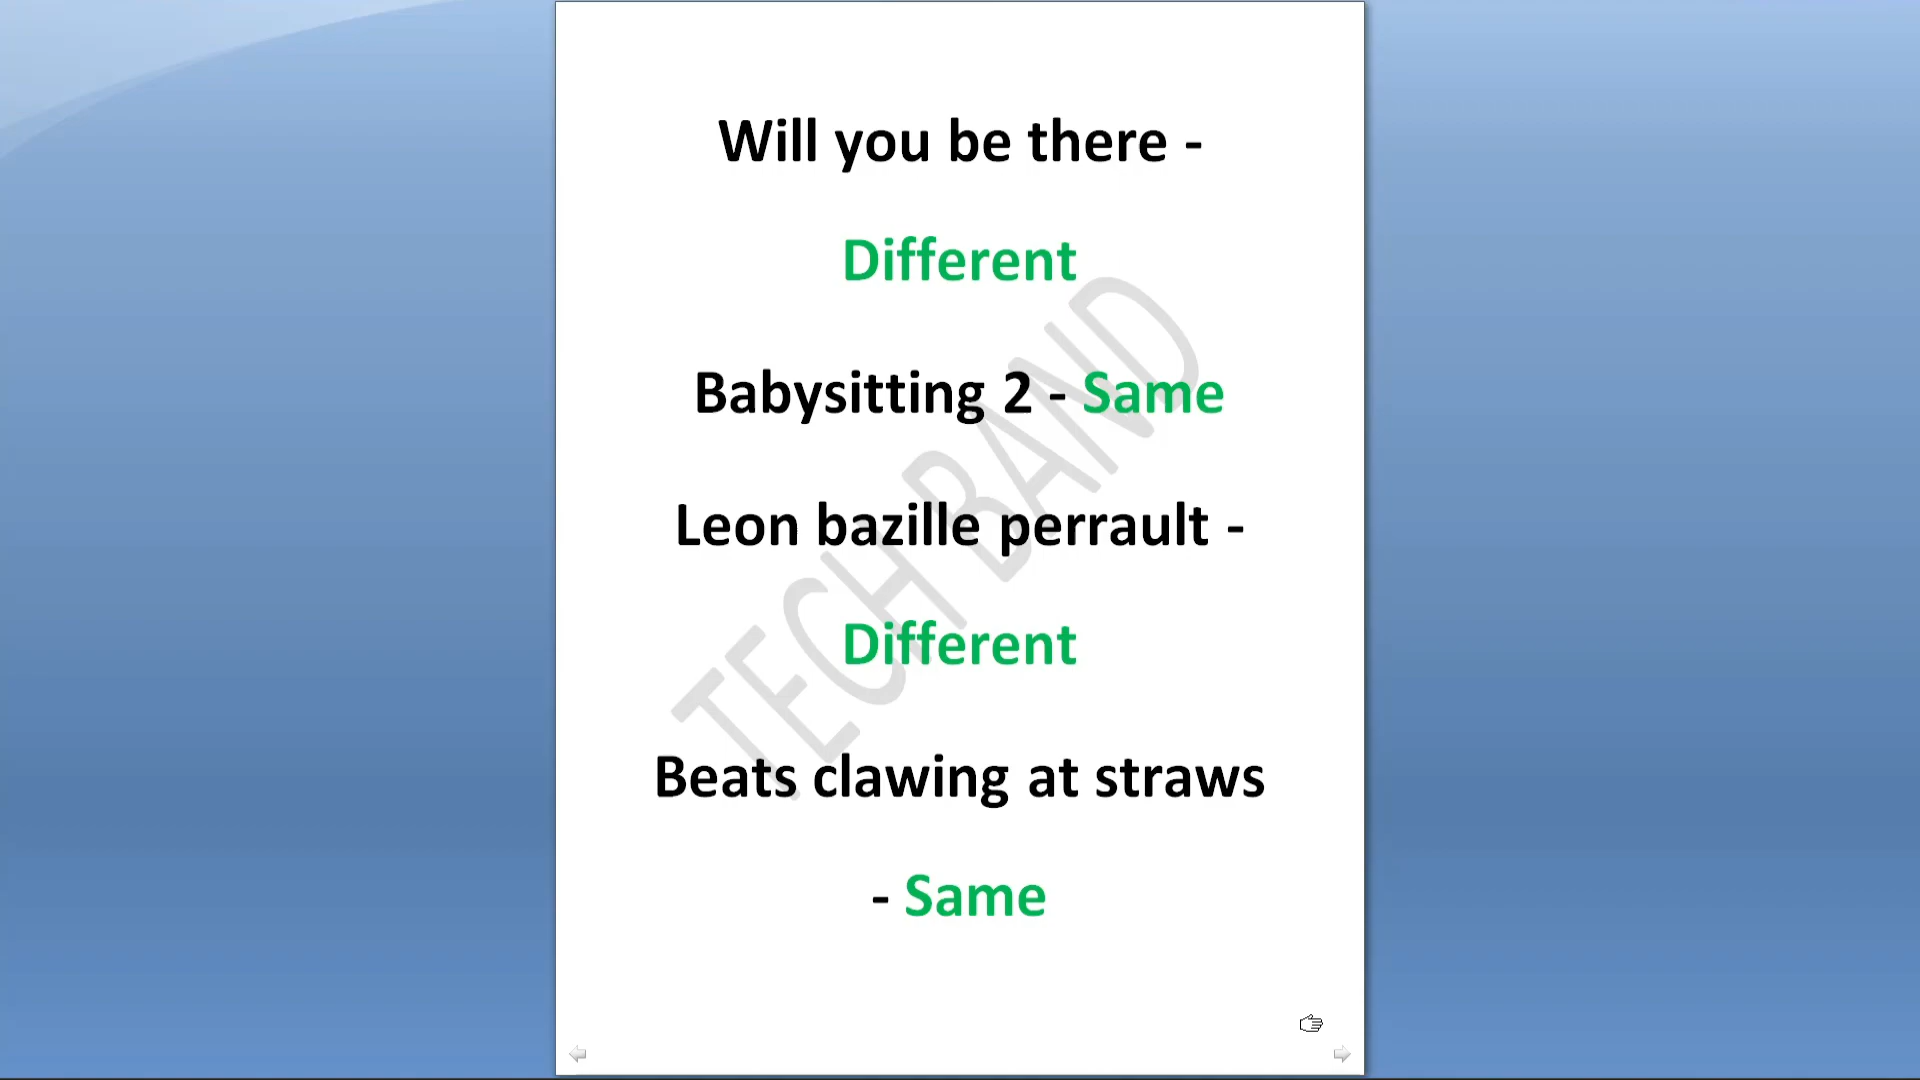 Will you be there -
Different
Babysitting 2 - Same
Leon bazille perrault -
Different
Beats clawing at straws
- Same
TECH BAND